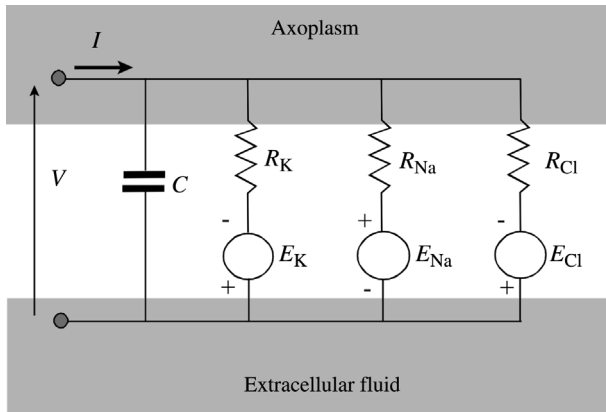 Axoplasm
I
V
C
R_K
R_Na
R_Cl
- + -
E_K
E_Na
E_Cl
+ - +
Extracellular fluid